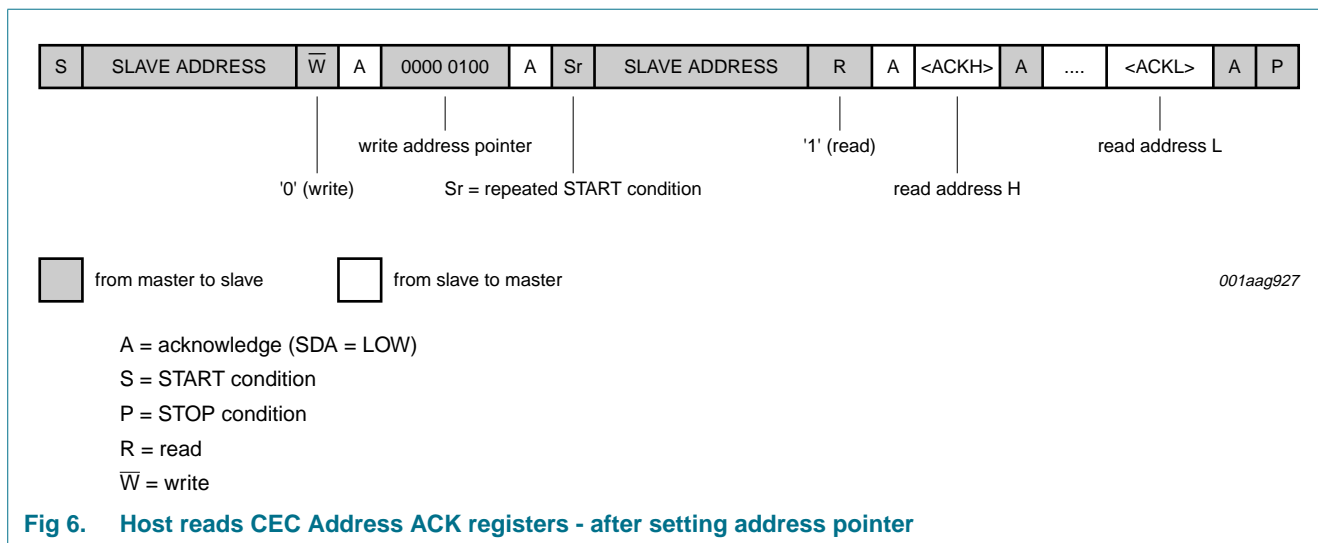 S SLAVE ADDRESS W̅ A 0000 0100 A Sr SLAVE ADDRESS R A <ACKH> A .... <ACKL> A P
write address pointer '1' (read) read address L
'0' (write) Sr = repeated START condition read address H
from master to slave from slave to master 001aag927
A = acknowledge (SDA = LOW)
S = START condition
P = STOP condition
R = read
W̅ = write
Fig 6. Host reads CEC Address ACK registers - after setting address pointer